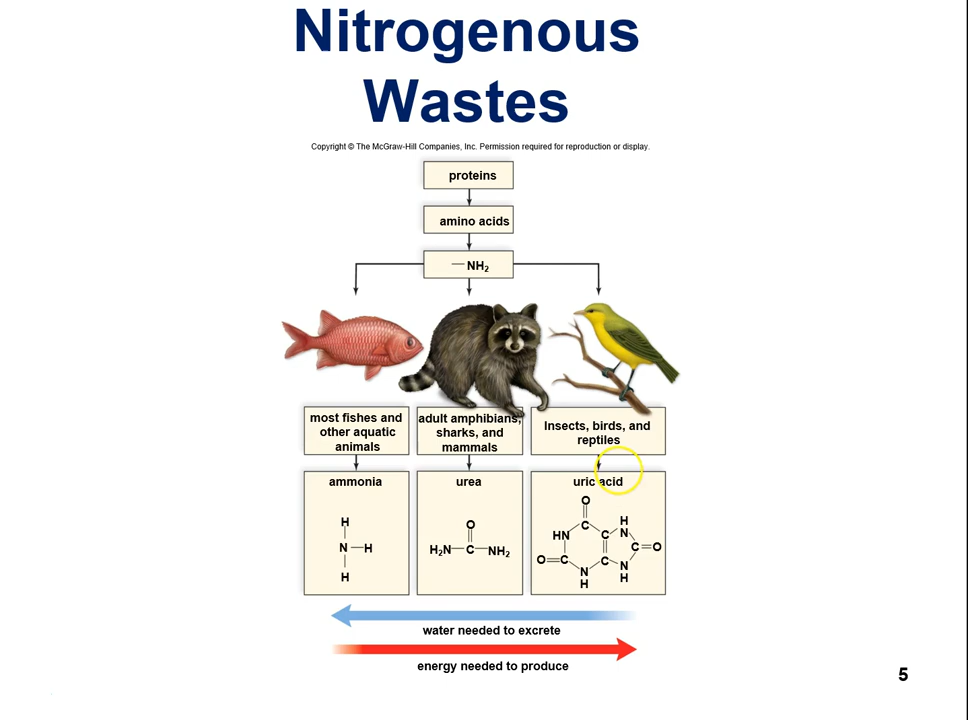 Nitrogenous
Wastes
Copyright © The McGraw-Hill Companies, Inc. Permission required for reproduction or display.
proteins
amino acids
—NH₂
most fishes and
other aquatic
animals
adult amphibians,
sharks, and
mammals
Insects, birds, and
reptiles
ammonia
urea
uric acid
H
N—H
H
O
H₂N—C—NH₂
O
C
HN
C
H
N
O=C
C
C=O
N
H
N
H
water needed to excrete
energy needed to produce
5